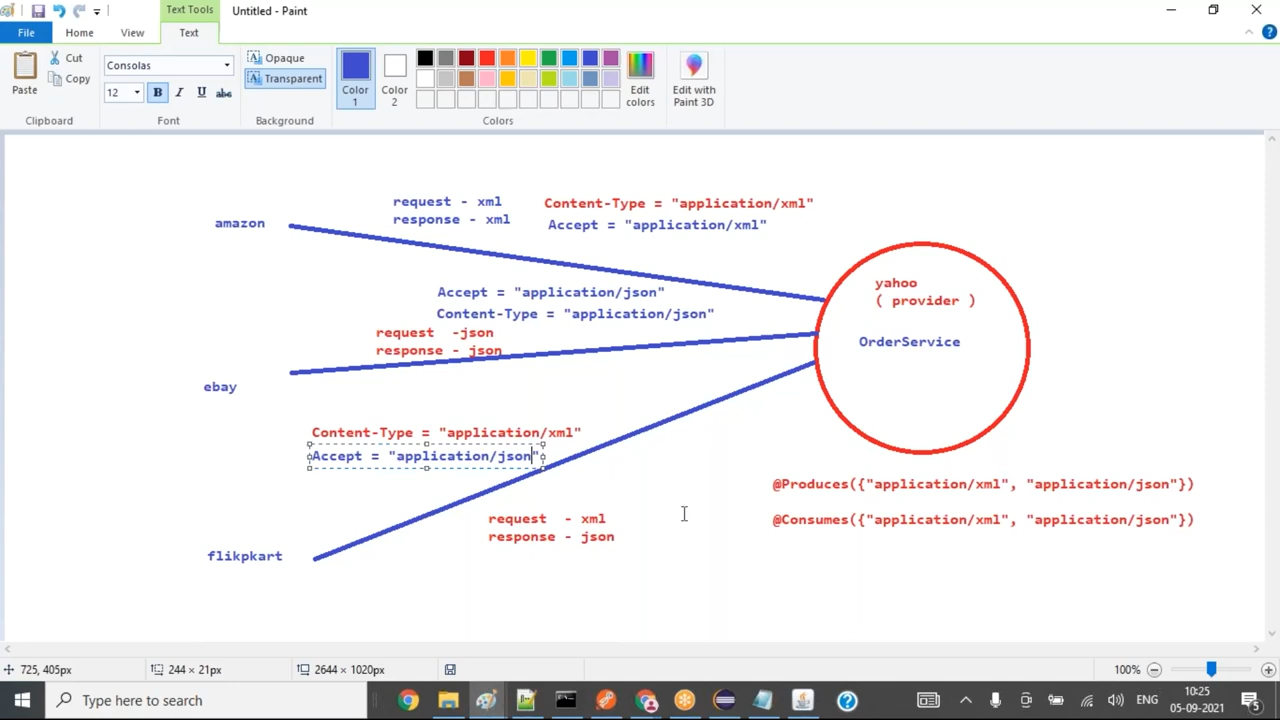 Text Tools
Untitled - Paint
File
Home
View
Text
Paste
Cut
Copy
Clipboard
Consolas
12
B
I
U
abc
Font
Opaque
Transparent
Background
Color
1
Color
2
Edit
colors
Colors
Edit with
Paint 3D
request - xml
response - xml
Content-Type = "application/xml"
Accept = "application/xml"
amazon
yahoo
( provider )
OrderService
Accept = "application/json"
Content-Type = "application/json"
request -json
response - json
ebay
Content-Type = "application/xml"
Accept = "application/json"
@Produces({"application/xml", "application/json"})
@Consumes({"application/xml", "application/json"})
request - xml
response - json
flikpkart
725, 405px
244 × 21px
2644 × 1020px
100%
Type here to search
ENG
10:25
05-09-2021
5